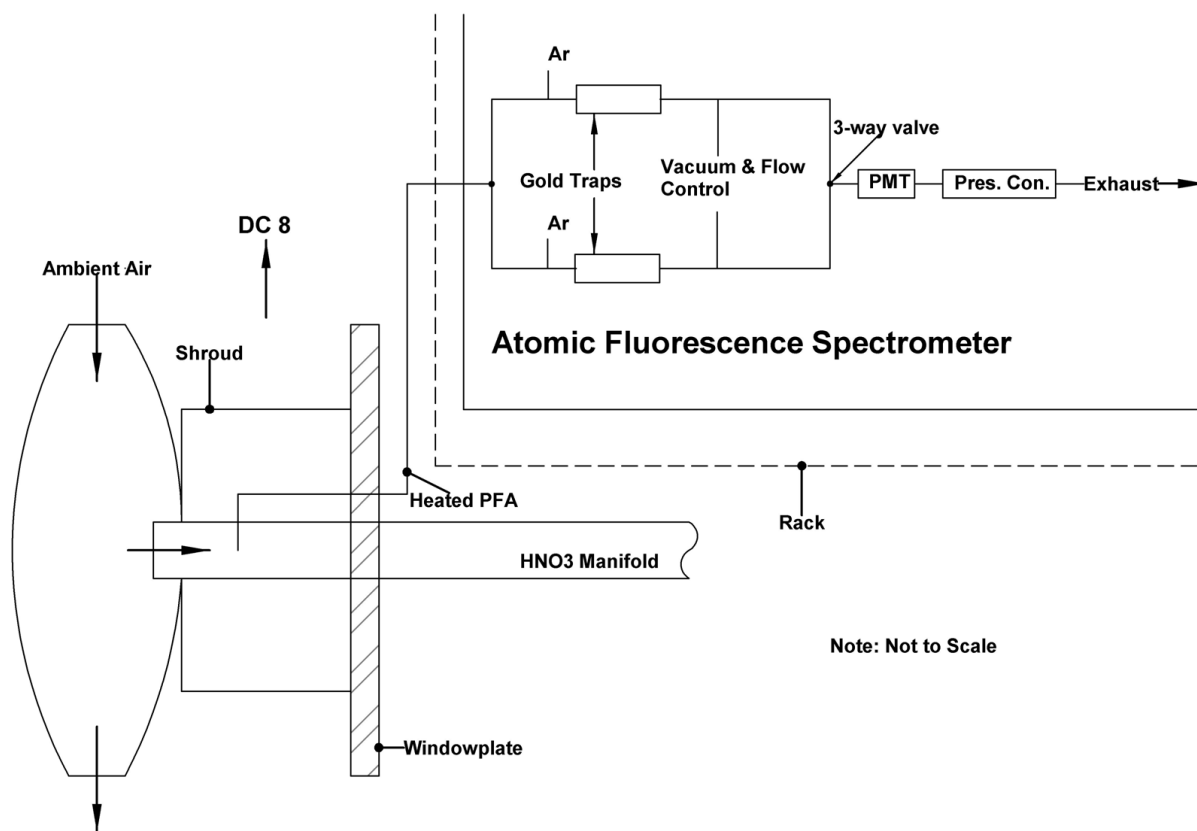 Ar
3-way valve
Gold Traps
Vacuum & Flow
Control
PMT
Pres. Con.
Exhaust
Ar
DC 8
Ambient Air
Shroud
Atomic Fluorescence Spectrometer
Heated PFA
Rack
HNO3 Manifold
Note: Not to Scale
Windowplate